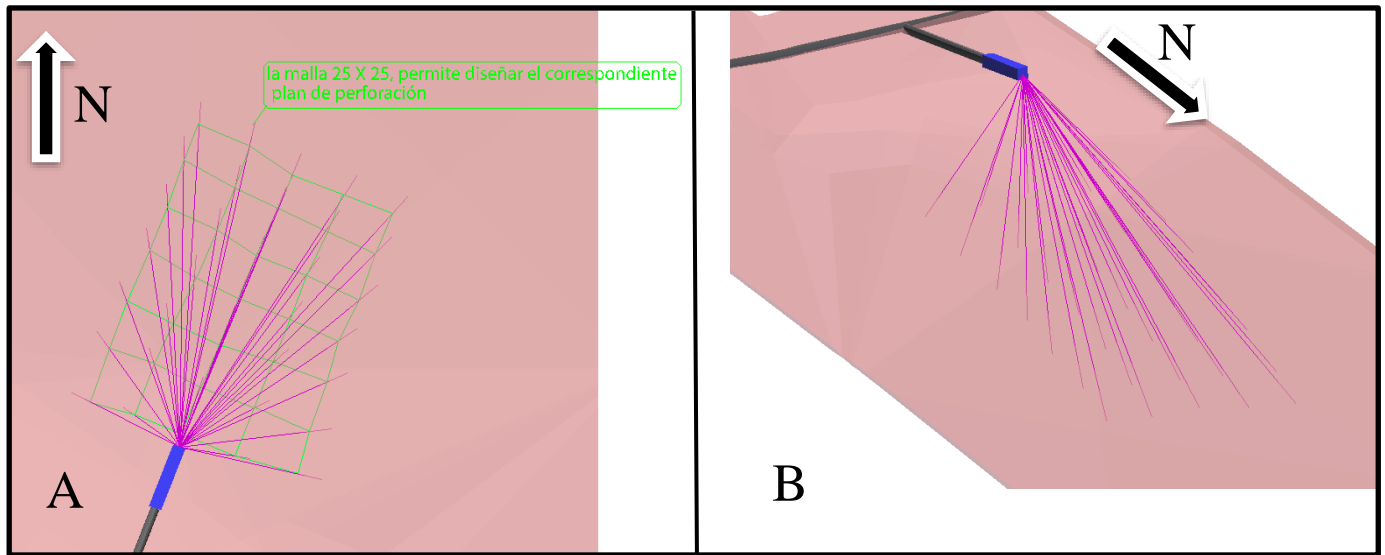 N
la malla 25 X 25, permite diseñar el correspondiente
plan de perforación
A
N
B